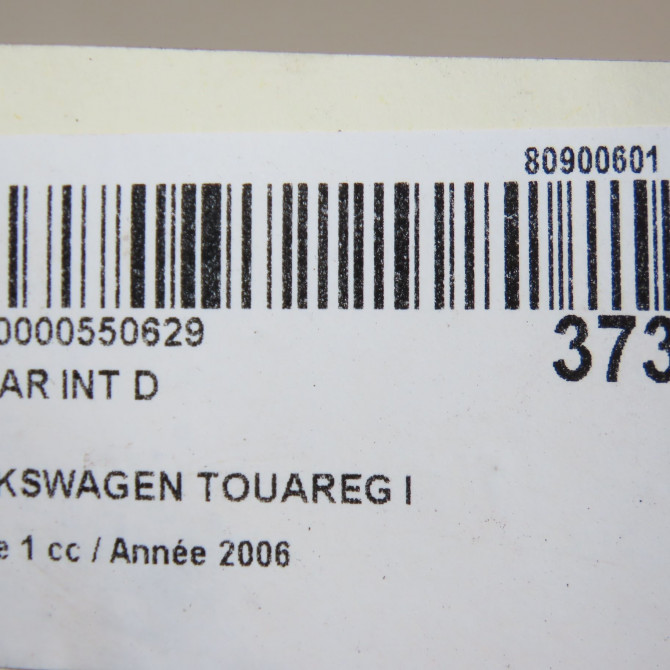 80900601
0000550629
373
AR INT D
KSWAGEN TOUAREG I
e 1 cc / Année 2006